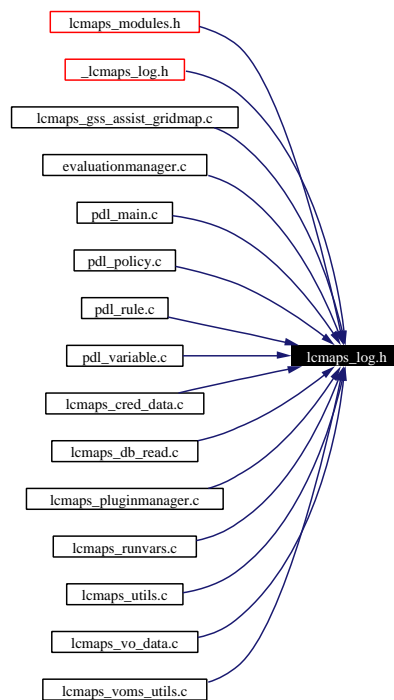 lcmaps_modules.h
_lcmaps_log.h
lcmaps_gss_assist_gridmap.c
evaluationmanager.c
pdl_main.c
pdl_policy.c
pdl_rule.c
lcmaps_log.h
pdl_variable.c
lcmaps_cred_data.c
lcmaps_db_read.c
lcmaps_pluginmanager.c
lcmaps_runvars.c
lcmaps_utils.c
lcmaps_vo_data.c
lcmaps_voms_utils.c